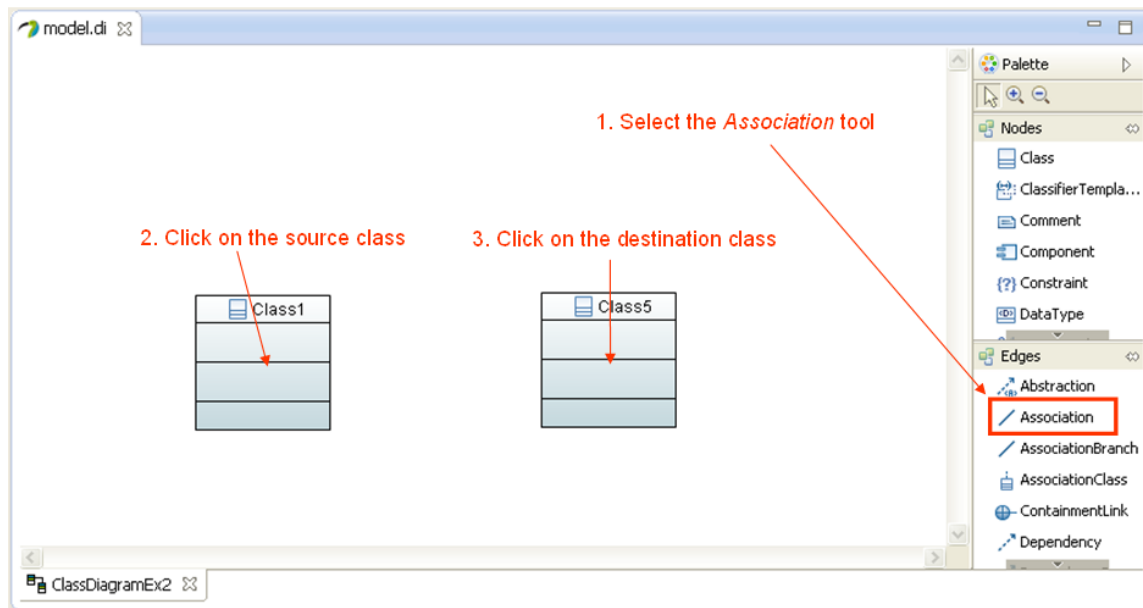 model.di
Palette
1. Select the Association tool
Nodes
Class
ClassifierTempla...
Comment
2. Click on the source class
3. Click on the destination class
Component
{?} Constraint
Class1
Class5
<D> DataType
Edges
Abstraction
Association
AssociationBranch
AssociationClass
ContainmentLink
Dependency
ClassDiagramEx2